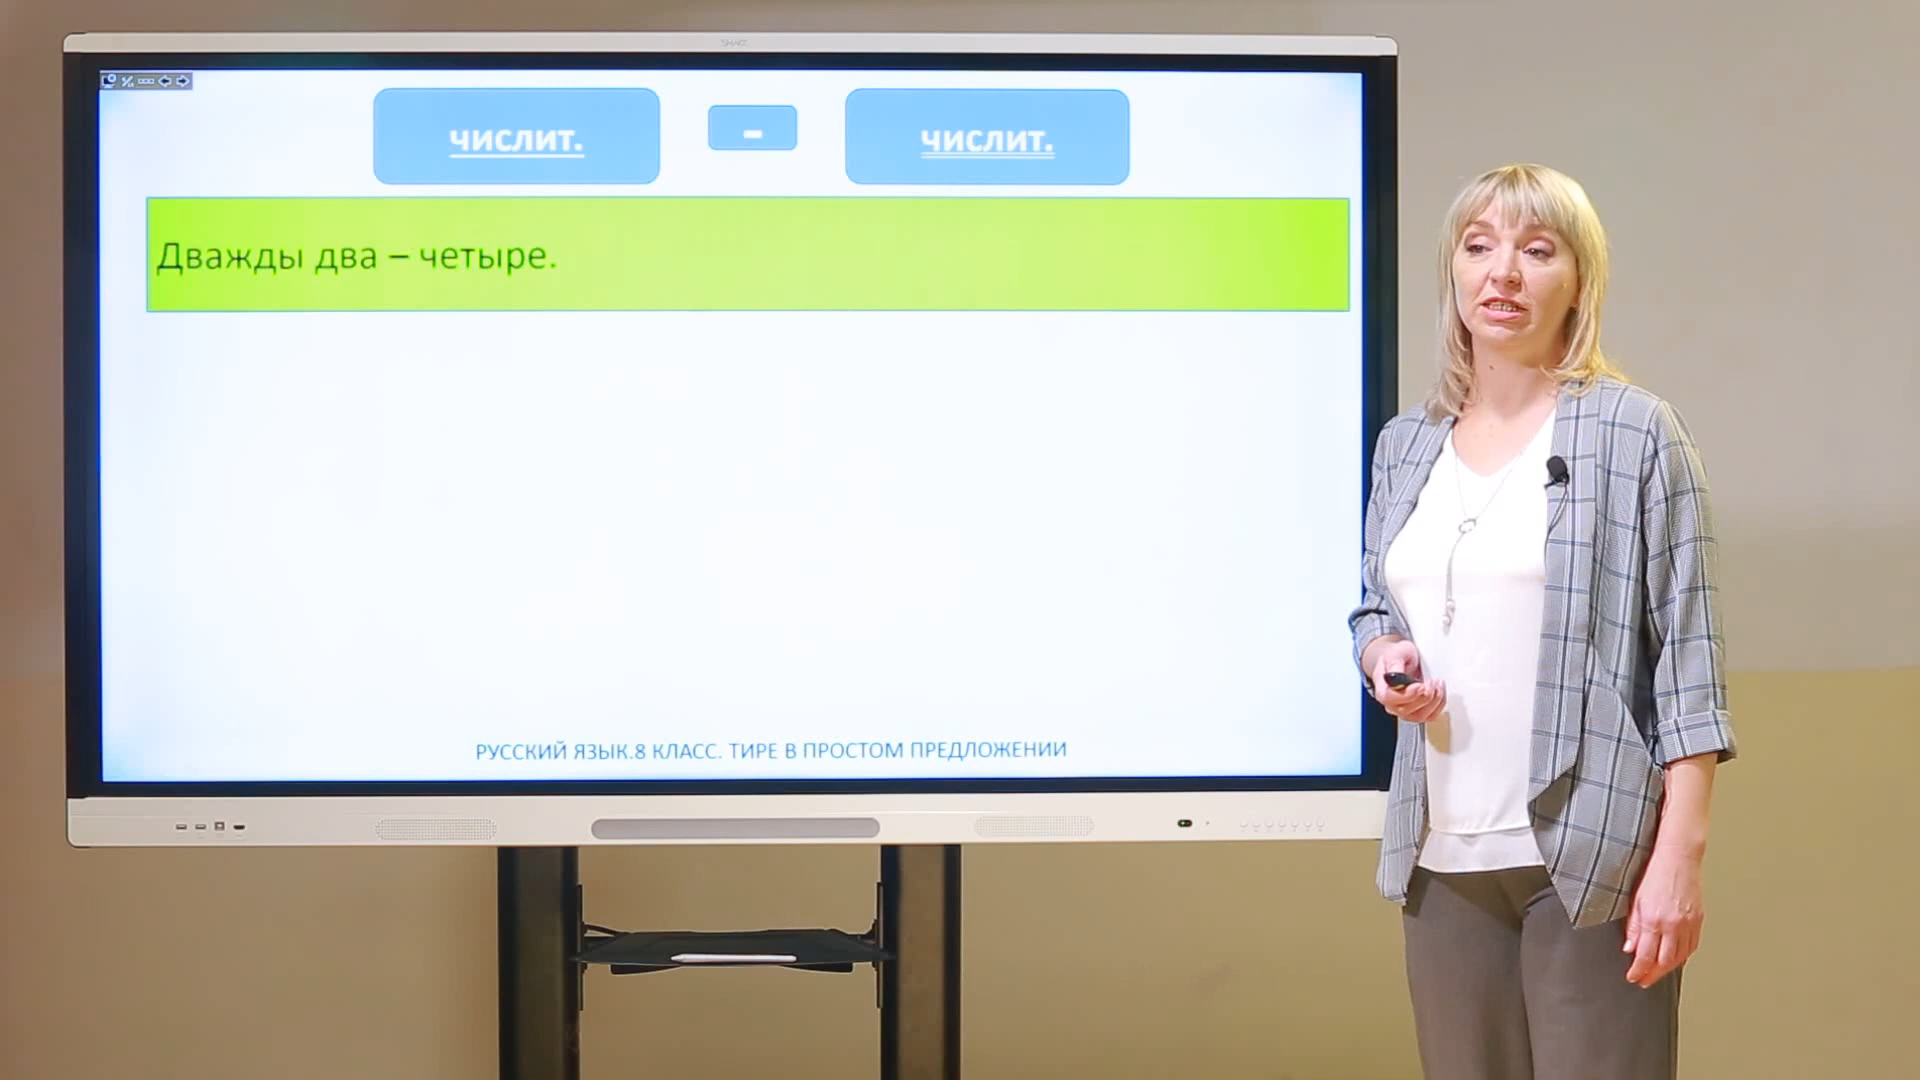 числит. - числит.
Дважды два – четыре.
РУССКИЙ ЯЗЫК.8 КЛАСС. ТИРЕ В ПРОСТОМ ПРЕДЛОЖЕНИИ